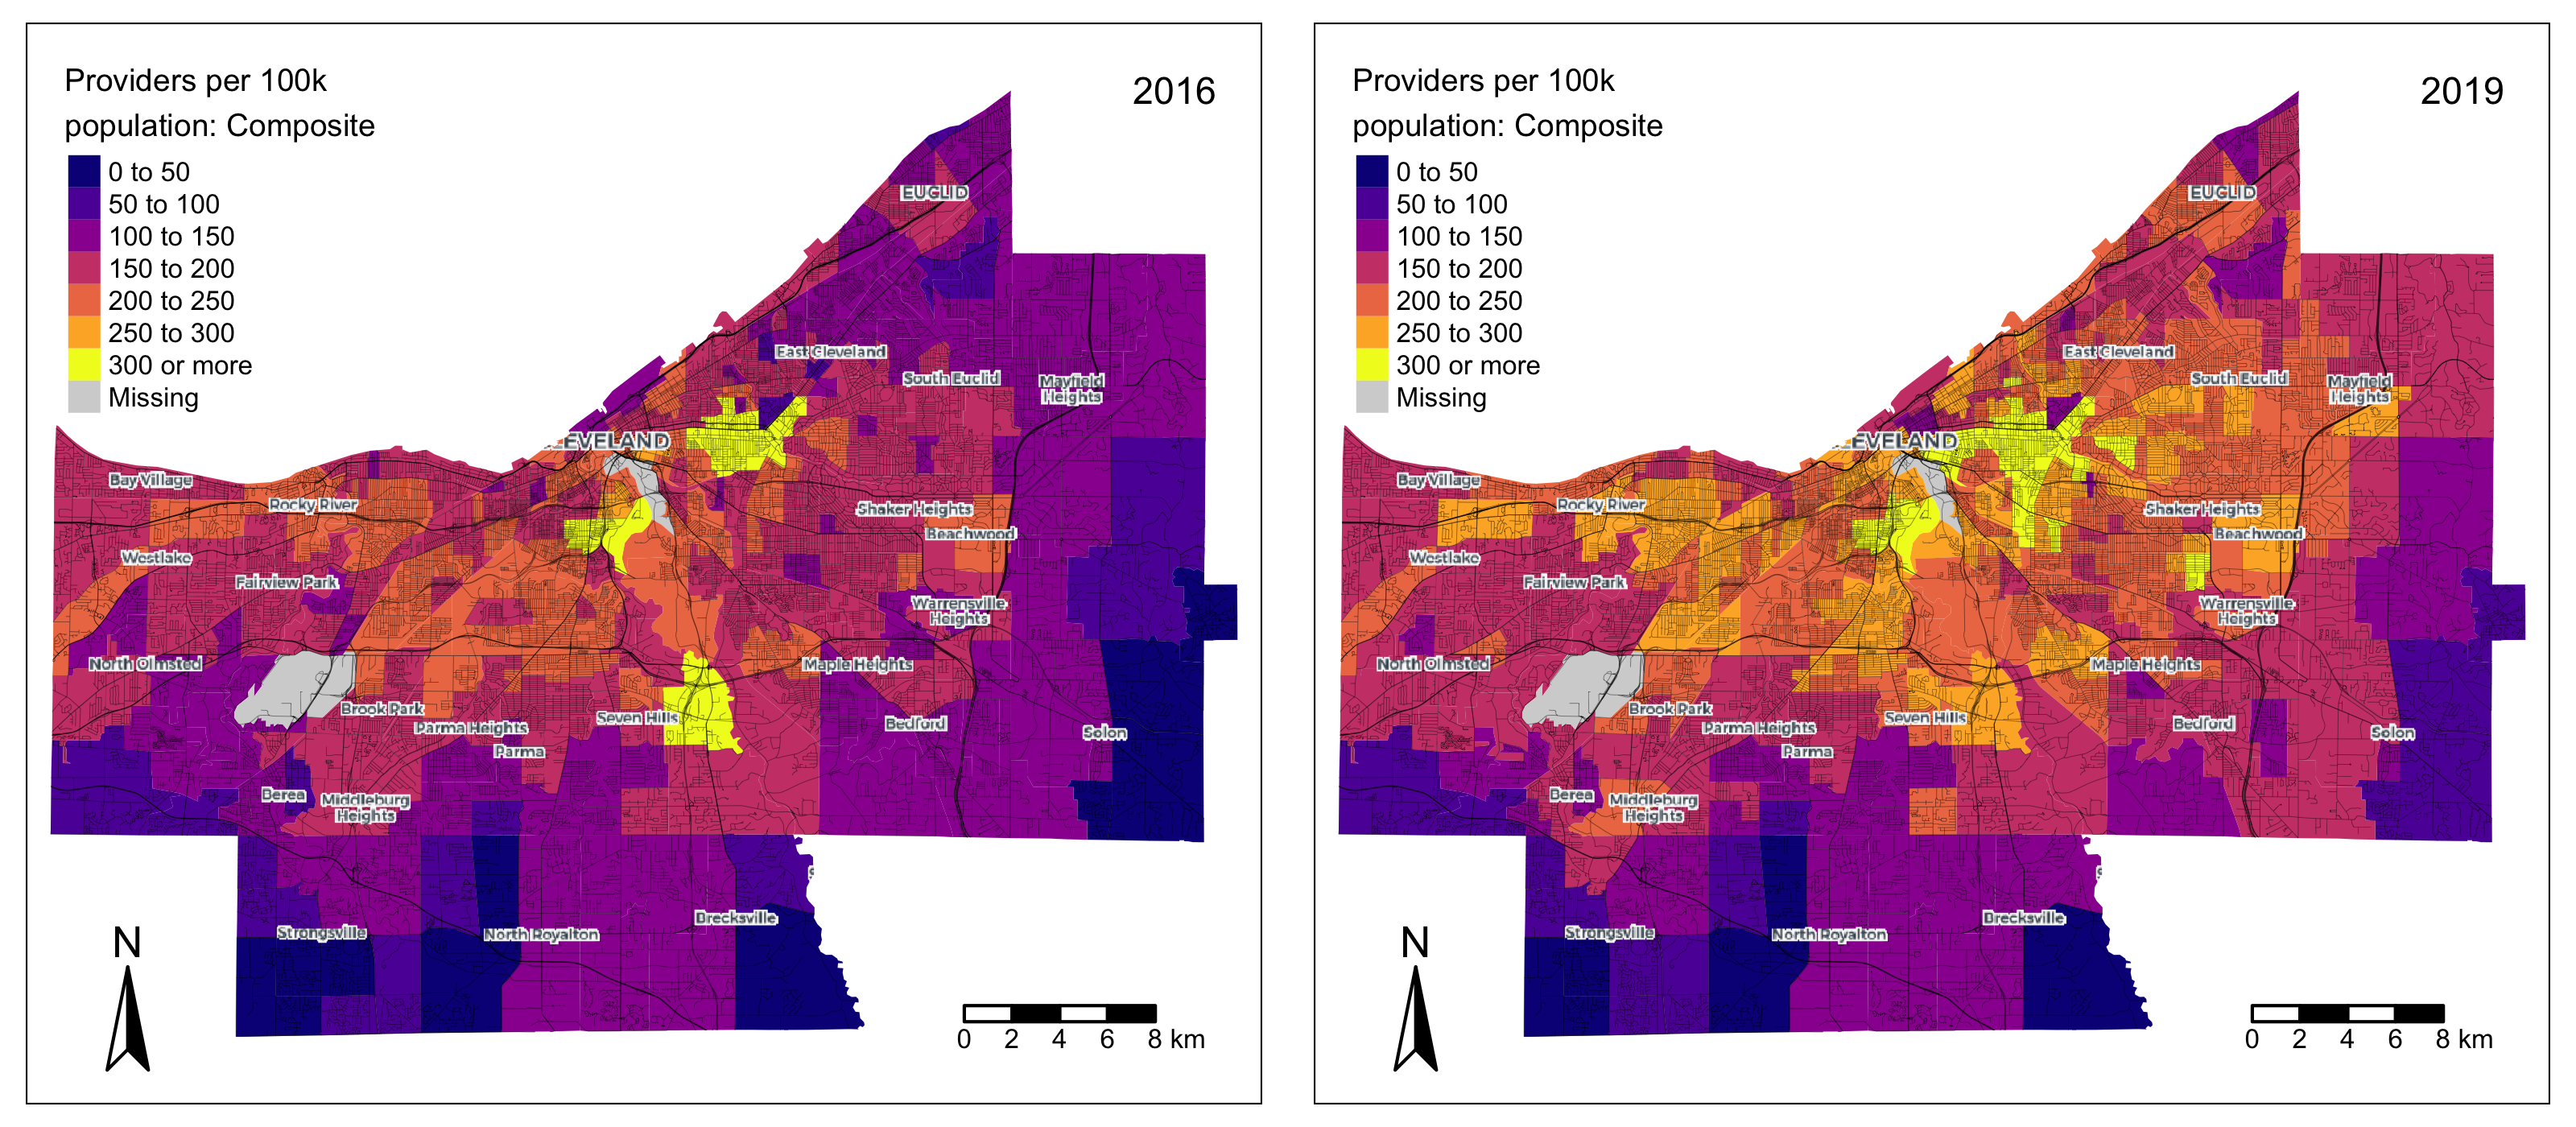 Providers per 100k
population: Composite
2016
0 to 50
50 to 100
100 to 150
150 to 200
200 to 250
250 to 300
300 or more
Missing
EUCLID
East Cleveland
South Euclid
Mayfield
Heights
LEVELAND
Bay Village
Rocky River
Shaker Heights
Beachwood
Westlake
Fairview Park
Warrensville
Heights
North Olmsted
Maple Heights
Brook Park
Parma Heights
Seven Hills
Bedford
Solon
Parma
Berea
Middleburg
Heights
Strongsville
North Royalton
Brecksville
N
0 2 4 6 8 km
Providers per 100k
population: Composite
2019
0 to 50
50 to 100
100 to 150
150 to 200
200 to 250
250 to 300
300 or more
Missing
EUCLID
East Cleveland
South Euclid
Mayfield
Heights
LEVELAND
Bay Village
Rocky River
Shaker Heights
Beachwood
Westlake
Fairview Park
Warrensville
Heights
North Olmsted
Maple Heights
Brook Park
Parma Heights
Seven Hills
Bedford
Solon
Parma
Berea
Middleburg
Heights
Strongsville
North Royalton
Brecksville
N
0 2 4 6 8 km